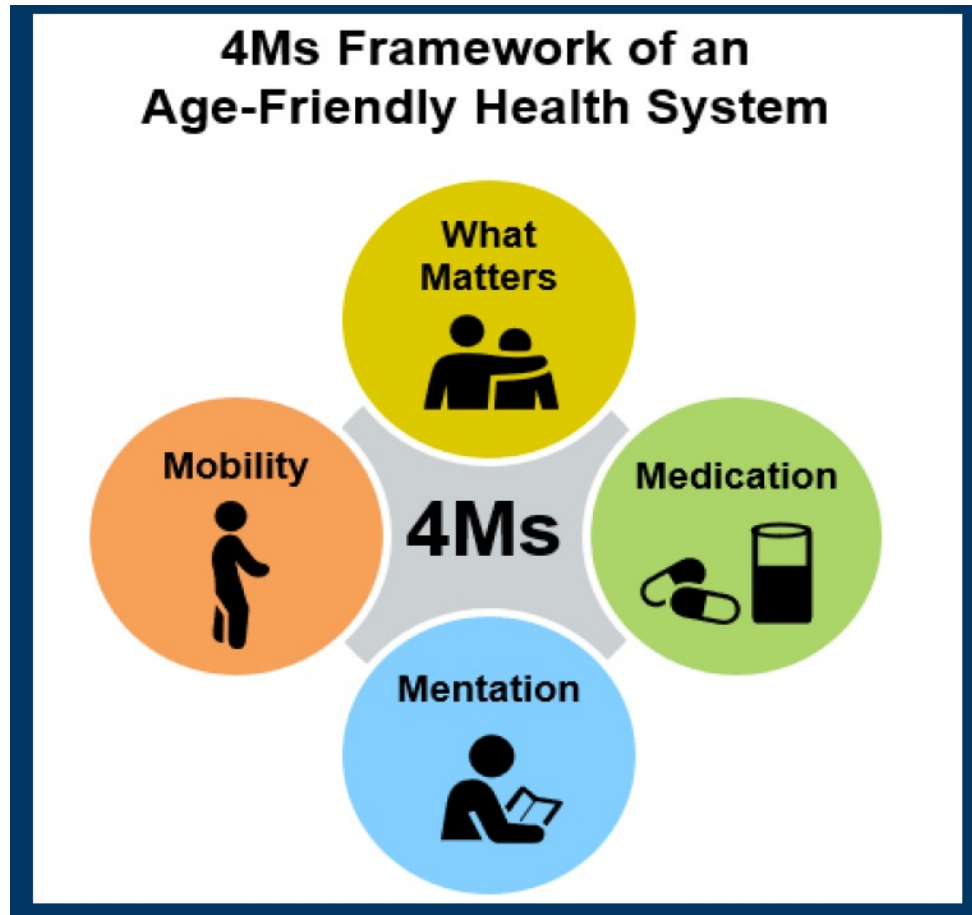 4Ms Framework of an
Age-Friendly Health System
What
Matters
Mobility
Medication
4Ms
Mentation